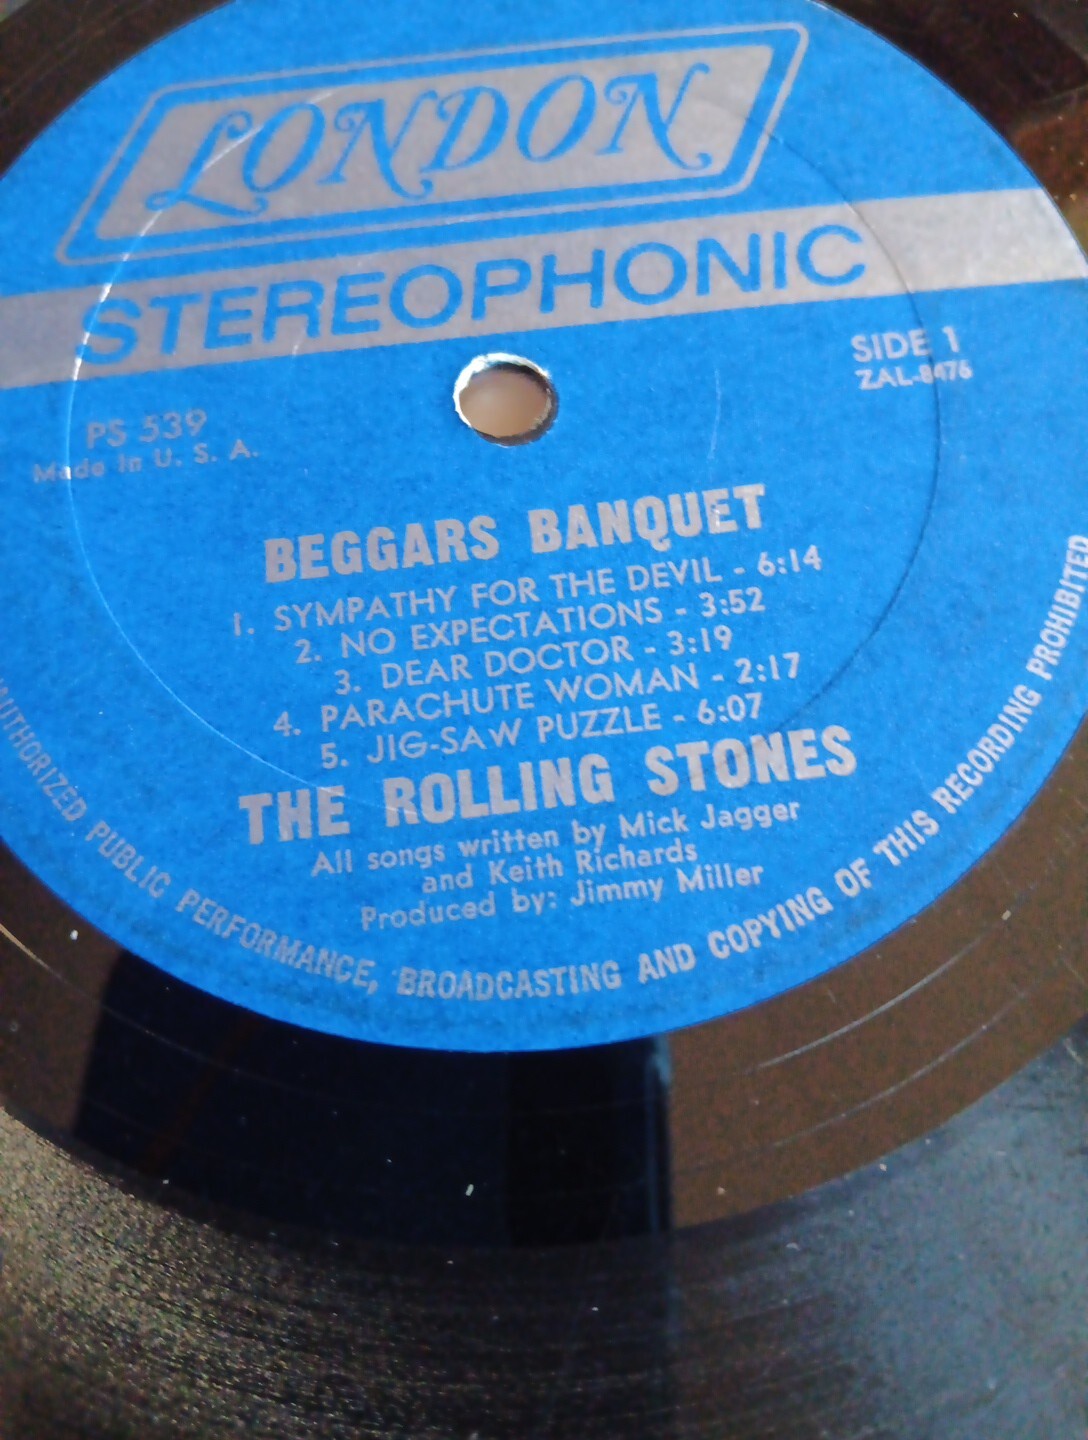 LONDON
STEREOPHONIC
SIDE 1
ZAL-8476
PS 539
Made In U. S. A.
BEGGARS BANQUET
1. SYMPATHY FOR THE DEVIL - 6:14
2. NO EXPECTATIONS - 3:52
3. DEAR DOCTOR - 3:19
4. PARACHUTE WOMAN - 2:17
5. JIG-SAW PUZZLE - 6:07
THE ROLLING STONES
All songs written by Mick Jagger
and Keith Richards
Produced by: Jimmy Miller
PUBLIC PERFORMANCE, BROADCASTING AND COPYING OF THIS RECORDING PROHIBITED